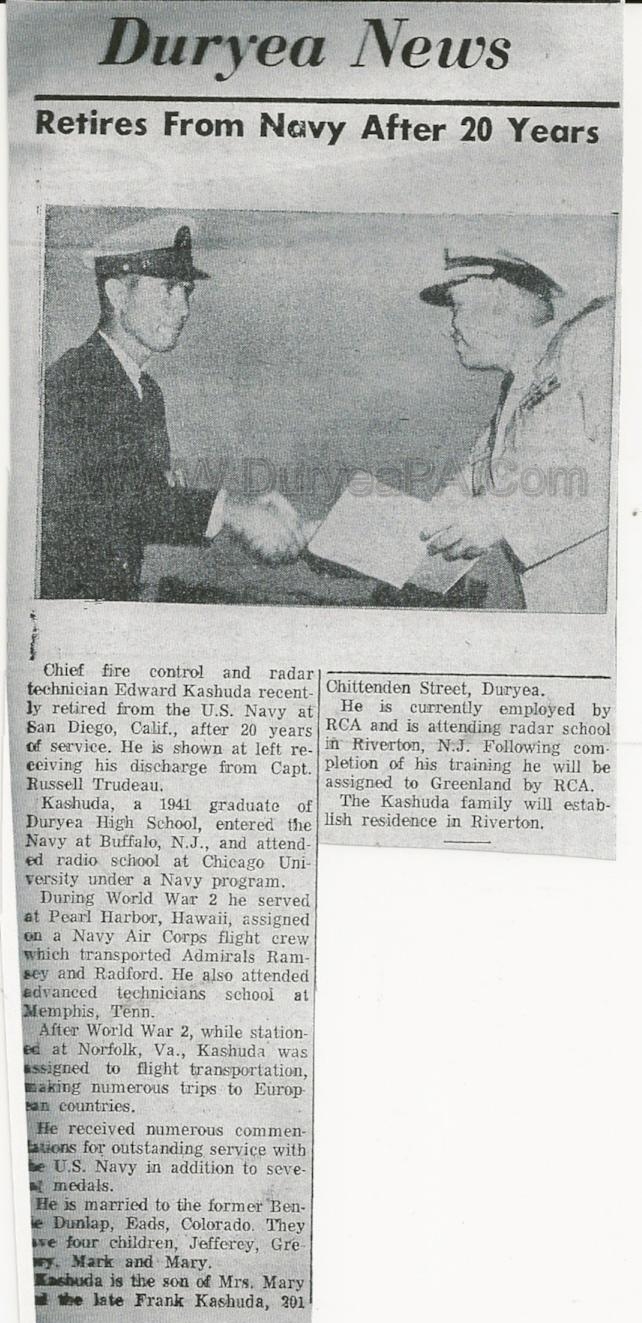 Duryea News
Retires From Navy After 20 Years
WWW.DuryeaPA.Com
Chief fire control and radar
technician Edward Kashuda recent-
ly retired from the U.S. Navy at
San Diego, Calif., after 20 years
of service. He is shown at left re-
ceiving his discharge from Capt.
Russell Trudeau.
Kashuda, a 1941 graduate of
Duryea High School, entered the
Navy at Buffalo, N.J., and attend-
ed radio school at Chicago Uni-
versity under a Navy program.
During World War 2 he served
at Pearl Harbor, Hawaii, assigned
on a Navy Air Corps flight crew
which transported Admirals Ram-
sey and Radford. He also attended
advanced technicians school at
Memphis, Tenn.
After World War 2, while station-
ed at Norfolk, Va., Kashuda was
assigned to flight transportation,
making numerous trips to Europ-
ean countries.
He received numerous commen-
dations for outstanding service with
he U.S. Navy in addition to seve-
al medals.
He is married to the former Ben-
ie Dunlap, Eads, Colorado. They
ave four children, Jefferey, Gre-
ory, Mark and Mary.
Kashuda is the son of Mrs. Mary
d the late Frank Kashuda, 201
Chittenden Street, Duryea.
He is currently employed by
RCA and is attending radar school
in Riverton, N.J. Following com-
pletion of his training he will be
assigned to Greenland by RCA.
The Kashuda family will estab-
lish residence in Riverton.